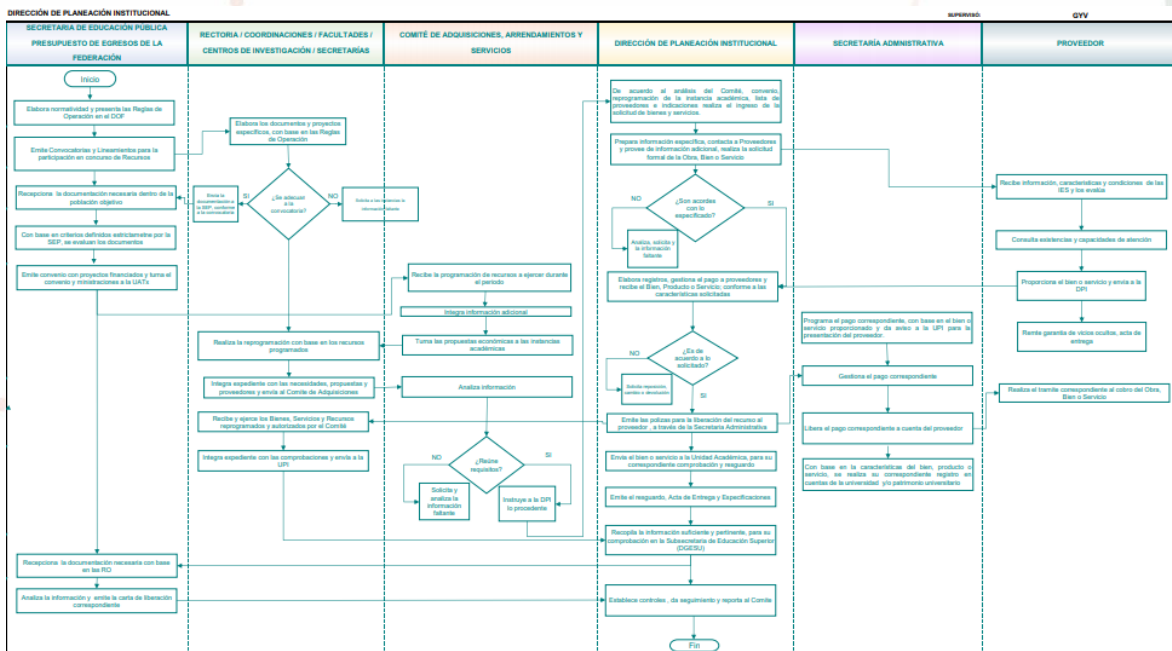 DIRECCIÓN DE PLANEACIÓN INSTITUCIONAL
SUPERVISÓ:
GYV
SECRETARIA DE EDUCACIÓN PÚBLICA
PRESUPUESTO DE EGRESOS DE LA
FEDERACIÓN
RECTORIA / COORDINACIONES / FACULTADES /
CENTROS DE INVESTIGACIÓN / SECRETARÍAS
COMITÉ DE ADQUISICIONES, ARRENDAMIENTOS Y
SERVICIOS
DIRECCIÓN DE PLANEACIÓN INSTITUCIONAL
SECRETARÍA ADMINISTRATIVA
PROVEEDOR
Inicio
Elabora normatividad y presenta las Reglas de
Operación en el DOF
Emite Convocatorias y Lineamientos para la
participación en concurso de Recursos
Recepciona la documentación necesaria dentro de la
población objetivo
Con base en criterios definidos estrictamente por la
SEP, se evaluan los documentos
Emite convenio con proyectos financiados y turna el
convenio y ministraciones a la UATx
Recepciona la documentación necesaria con base
en las RO
Analiza la información y emite la carta de liberación
correspondiente
Elabora los documentos y proyectos
específicos, con base en las Reglas
de Operación
¿Se adecuan
a la
convocatoria?
SI
NO
Envia la
documentación a
la SEP, conforme
a la convocatoria
Solicita a las instancias la
información faltante
Realiza la reprogramación con base en los recursos
programados
Integra expediente con las necesidades, propuestas y
proveedores y envía al Comite de Adquisiciones
Recibe y ejerce los Bienes, Servicios y Recursos
reprogramados y autorizados por el Comité
Integra expediente con las comprobaciones y envía a la
UPI
Recibe la programación de recursos a ejercer durante
el periodo
Integra información adicional
Turna las propuestas económicas a las instancias
académicas
Analiza información
¿Reúne
requisitos?
NO
SI
Solicita y
analiza la
información
faltante
Instruye a la DPI
lo procedente
De acuerdo al análisis del Comité, convenio,
reprogramación de la instancia académica, lista de
proveedores e indicaciones realiza el ingreso de la
solicitud de bienes y servicios.
Prepara información específica, contacta a Proveedores
y provee de información adicional, realiza la solicitud
formal de la Obra, Bien o Servicio
¿Son acordes
con lo
especificado?
NO
SI
Analiza, solicita y
la información
faltante
Elabora registros, gestiona el pago a proveedores y
recibe el Bien, Producto o Servicio; conforme a las
características solicitadas
¿Es de
acuerdo a lo
solicitado?
NO
SI
Solicita reposición,
cambio o devolución
Emite las polizas para la liberación del recurso al
proveedor , a través de la Secretaria Administrativa
Envía el bien o servicio a la Unidad Académica, para su
correspondiente comprobación y resguardo
Emite el resguardo, Acta de Entrega y Especificaciones
Recopila la información suficiente y pertinente, para su
comprobación en la Subsecretaria de Educación Superior
(DGESU)
Establece controles , da seguimiento y reporta al Comite
Fin
Programa el pago correspondiente, con base en el bien o
servicio proporcionado y da aviso a la UPI para la
presentación del proveedor.
Gestiona el pago correspondiente
Libera el pago correspondiente a cuenta del proveedor
Con base en la características del bien, producto o
servicio, se realiza su correspondiente registro en
cuentas de la universidad y/o patrimonio universitario
Recibe información, características y condiciones de las
IES y los evalúa
Consulta existencias y capacidades de atención
Proporciona el bien o servicio y envía a la
DPI
Remite garantía de vicios ocultos, acta de
entrega
Realiza el tramite correspondiente al cobro del Obra,
Bien o Servicio